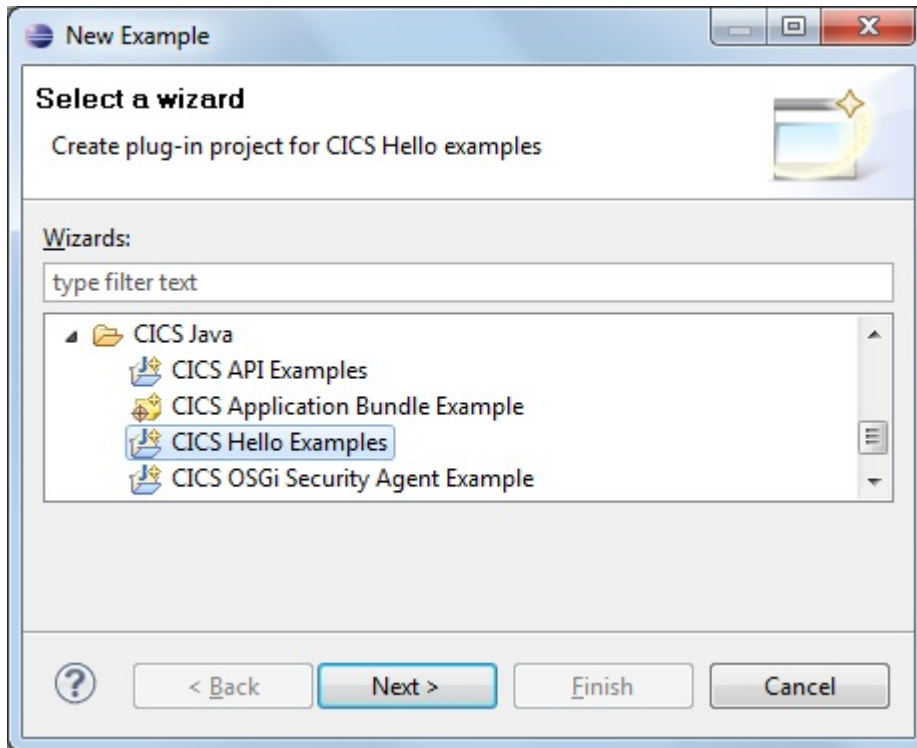 New Example
Select a wizard
Create plug-in project for CICS Hello examples
Wizards:
type filter text
CICS Java
CICS API Examples
CICS Application Bundle Example
CICS Hello Examples
CICS OSGi Security Agent Example
? < Back Next > Finish Cancel